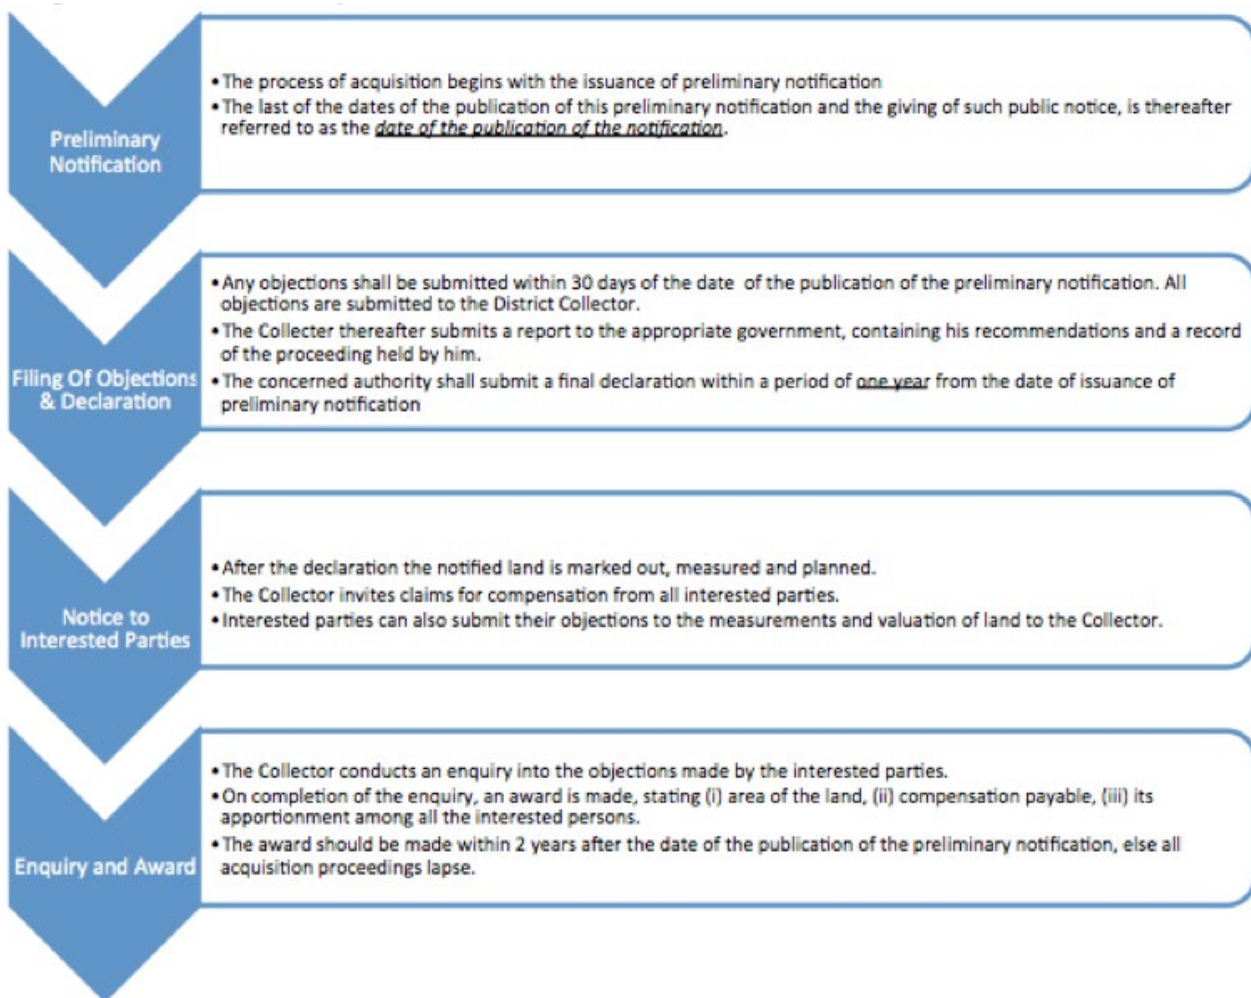 Preliminary
Notification
•The process of acquisition begins with the issuance of preliminary notification
•The last of the dates of the publication of this preliminary notification and the giving of such public notice, is thereafter
referred to as the date of the publication of the notification.
Filing Of Objections
& Declaration
•Any objections shall be submitted within 30 days of the date of the publication of the preliminary notification. All
objections are submitted to the District Collector.
•The Collecter thereafter submits a report to the appropriate government, containing his recommendations and a record
of the proceeding held by him.
•The concerned authority shall submit a final declaration within a period of one year from the date of issuance of
preliminary notification
Notice to
Interested Parties
•After the declaration the notified land is marked out, measured and planned.
•The Collector invites claims for compensation from all interested parties.
•Interested parties can also submit their objections to the measurements and valuation of land to the Collector.
Enquiry and Award
•The Collector conducts an enquiry into the objections made by the interested parties.
•On completion of the enquiry, an award is made, stating (i) area of the land, (ii) compensation payable, (iii) its
apportionment among all the interested persons.
•The award should be made within 2 years after the date of the publication of the preliminary notification, else all
acquisition proceedings lapse.